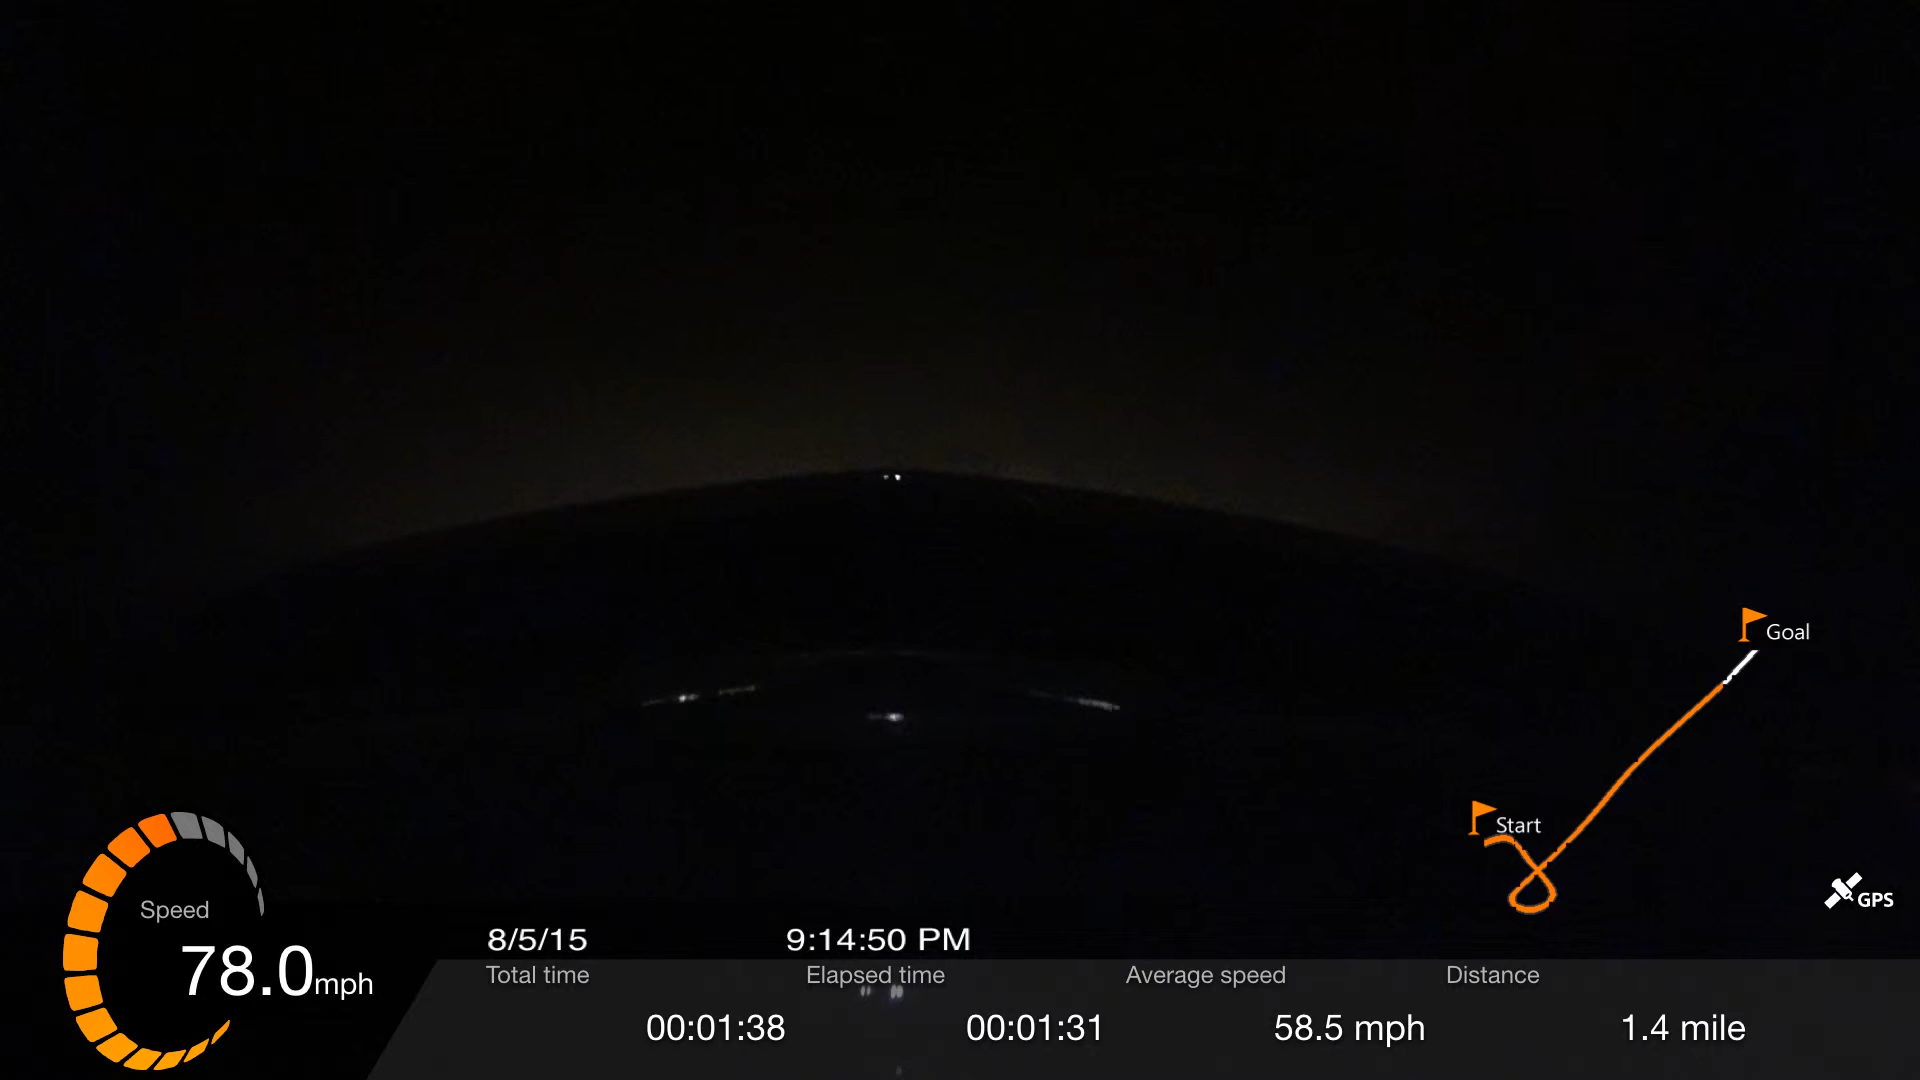 Goal
Start
GPS
Speed
78.0mph
8/5/15
9:14:50 PM
Total time
Elapsed time
Average speed
Distance
00:01:38
00:01:31
58.5 mph
1.4 mile